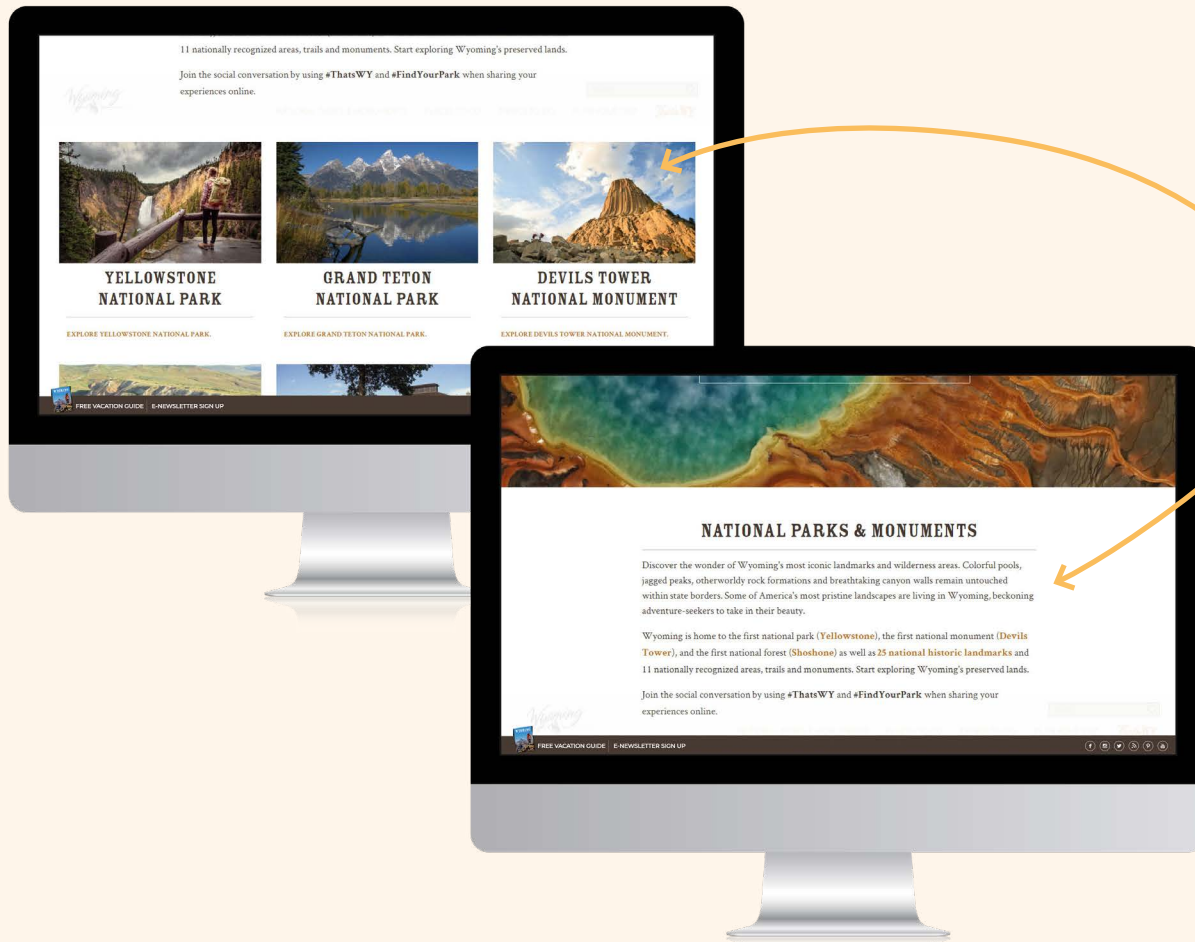 11 nationally recognized areas, trails and monuments. Start exploring Wyoming's preserved lands.
Join the social conversation by using #ThatsWY and #FindYourPark when sharing your
experiences online.
Wyoming
YELLOWSTONE
NATIONAL PARK
EXPLORE YELLOWSTONE NATIONAL PARK.
GRAND TETON
NATIONAL PARK
EXPLORE GRAND TETON NATIONAL PARK.
DEVILS TOWER
NATIONAL MONUMENT
EXPLORE DEVILS TOWER NATIONAL MONUMENT.
FREE VACATION GUIDE | E-NEWSLETTER SIGN UP
NATIONAL PARKS & MONUMENTS
Discover the wonder of Wyoming's most iconic landmarks and wilderness areas. Colorful pools,
jagged peaks, otherworldly rock formations and breathtaking canyon walls remain untouched
within state borders. Some of America's most pristine landscapes are living in Wyoming, beckoning
adventure-seekers to take in their beauty.
Wyoming is home to the first national park (Yellowstone), the first national monument (Devils
Tower), and the first national forest (Shoshone) as well as 25 national historic landmarks and
11 nationally recognized areas, trails and monuments. Start exploring Wyoming's preserved lands.
Join the social conversation by using #ThatsWY and #FindYourPark when sharing your
experiences online.
Wyoming
FREE VACATION GUIDE | E-NEWSLETTER SIGN UP